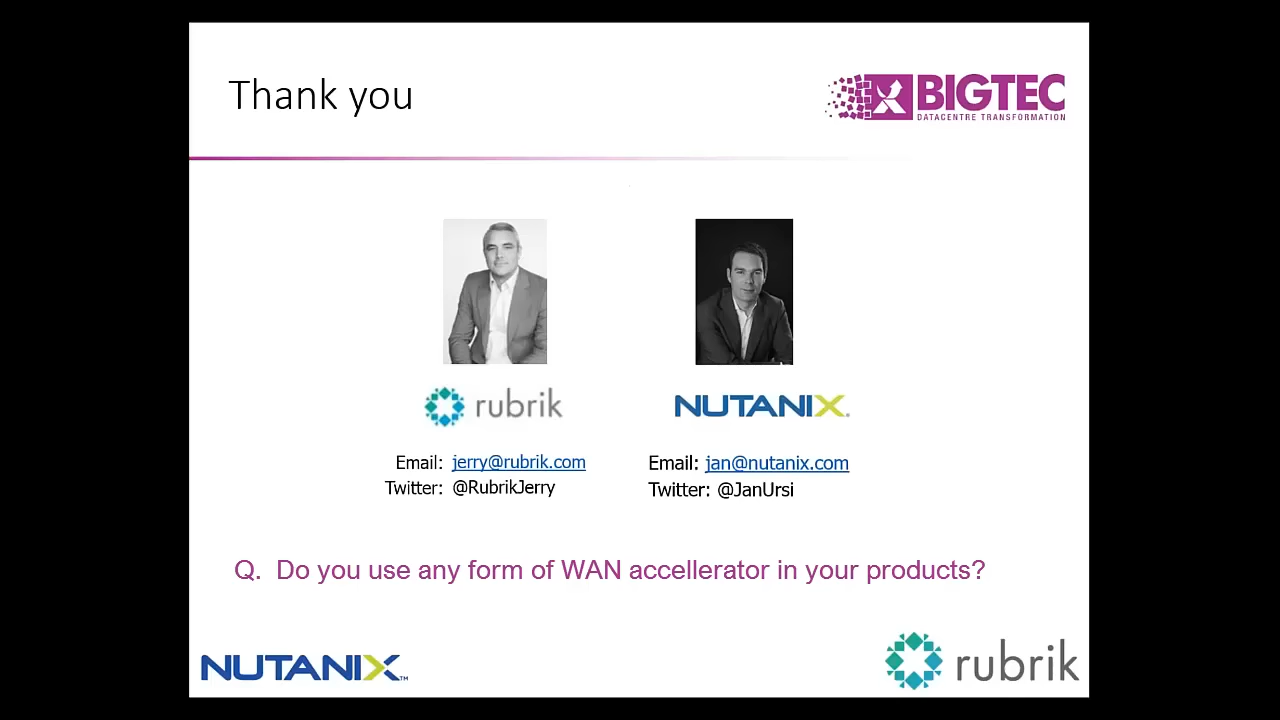 Thank you
BIGTEC
DATACENTRE TRANSFORMATION
rubrik
NUTANIX
Email: jerry@rubrik.com
Twitter: @RubrikJerry
Email: jan@nutanix.com
Twitter: @JanUrsi
Q. Do you use any form of WAN accellerator in your products?
NUTANIX™
rubrik